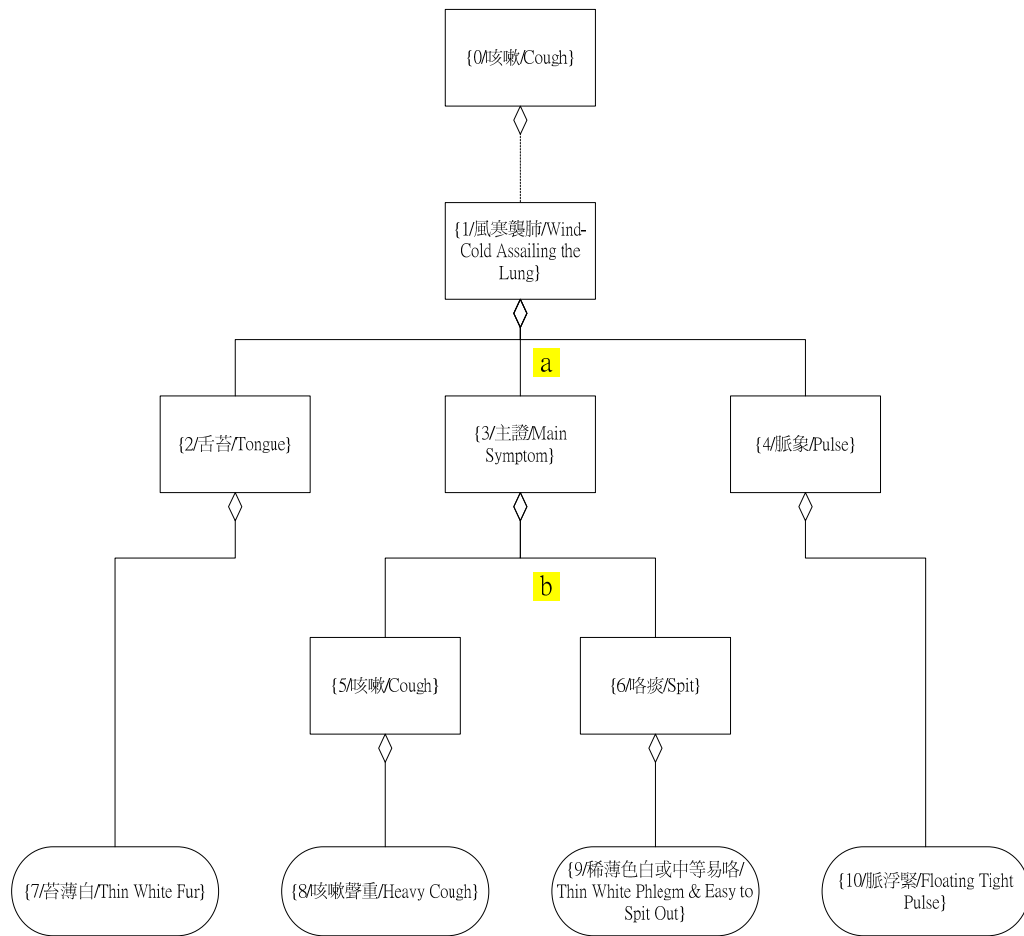 {0/咳嗽/Cough}
{1/風寒襲肺/Wind-
Cold Assailing the
Lung}
a
{2/舌苔/Tongue}
{3/主證/Main
Symptom}
{4/脈象/Pulse}
b
{5/咳嗽/Cough}
{6/咯痰/Spit}
{7/苔薄白/Thin White Fur}
{8/咳嗽聲重/Heavy Cough}
{9/稀薄色白或中等易咯/
Thin White Phlegm & Easy to
Spit Out}
{10/脈浮緊/Floating Tight
Pulse}